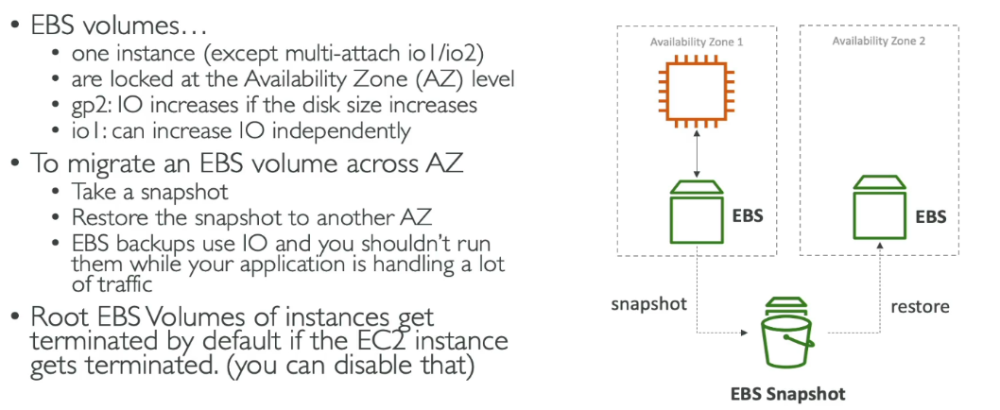 • EBS volumes…
• one instance (except multi-attach io1/io2)
• are locked at the Availability Zone (AZ) level
• gp2: IO increases if the disk size increases
• io1: can increase IO independently
• To migrate an EBS volume across AZ
• Take a snapshot
• Restore the snapshot to another AZ
• EBS backups use IO and you shouldn’t run
them while your application is handling a lot
of traffic
• Root EBS Volumes of instances get
terminated by default if the EC2 instance
gets terminated. (you can disable that)
Availability Zone 1
Availability Zone 2
EBS
EBS
snapshot
restore
EBS Snapshot